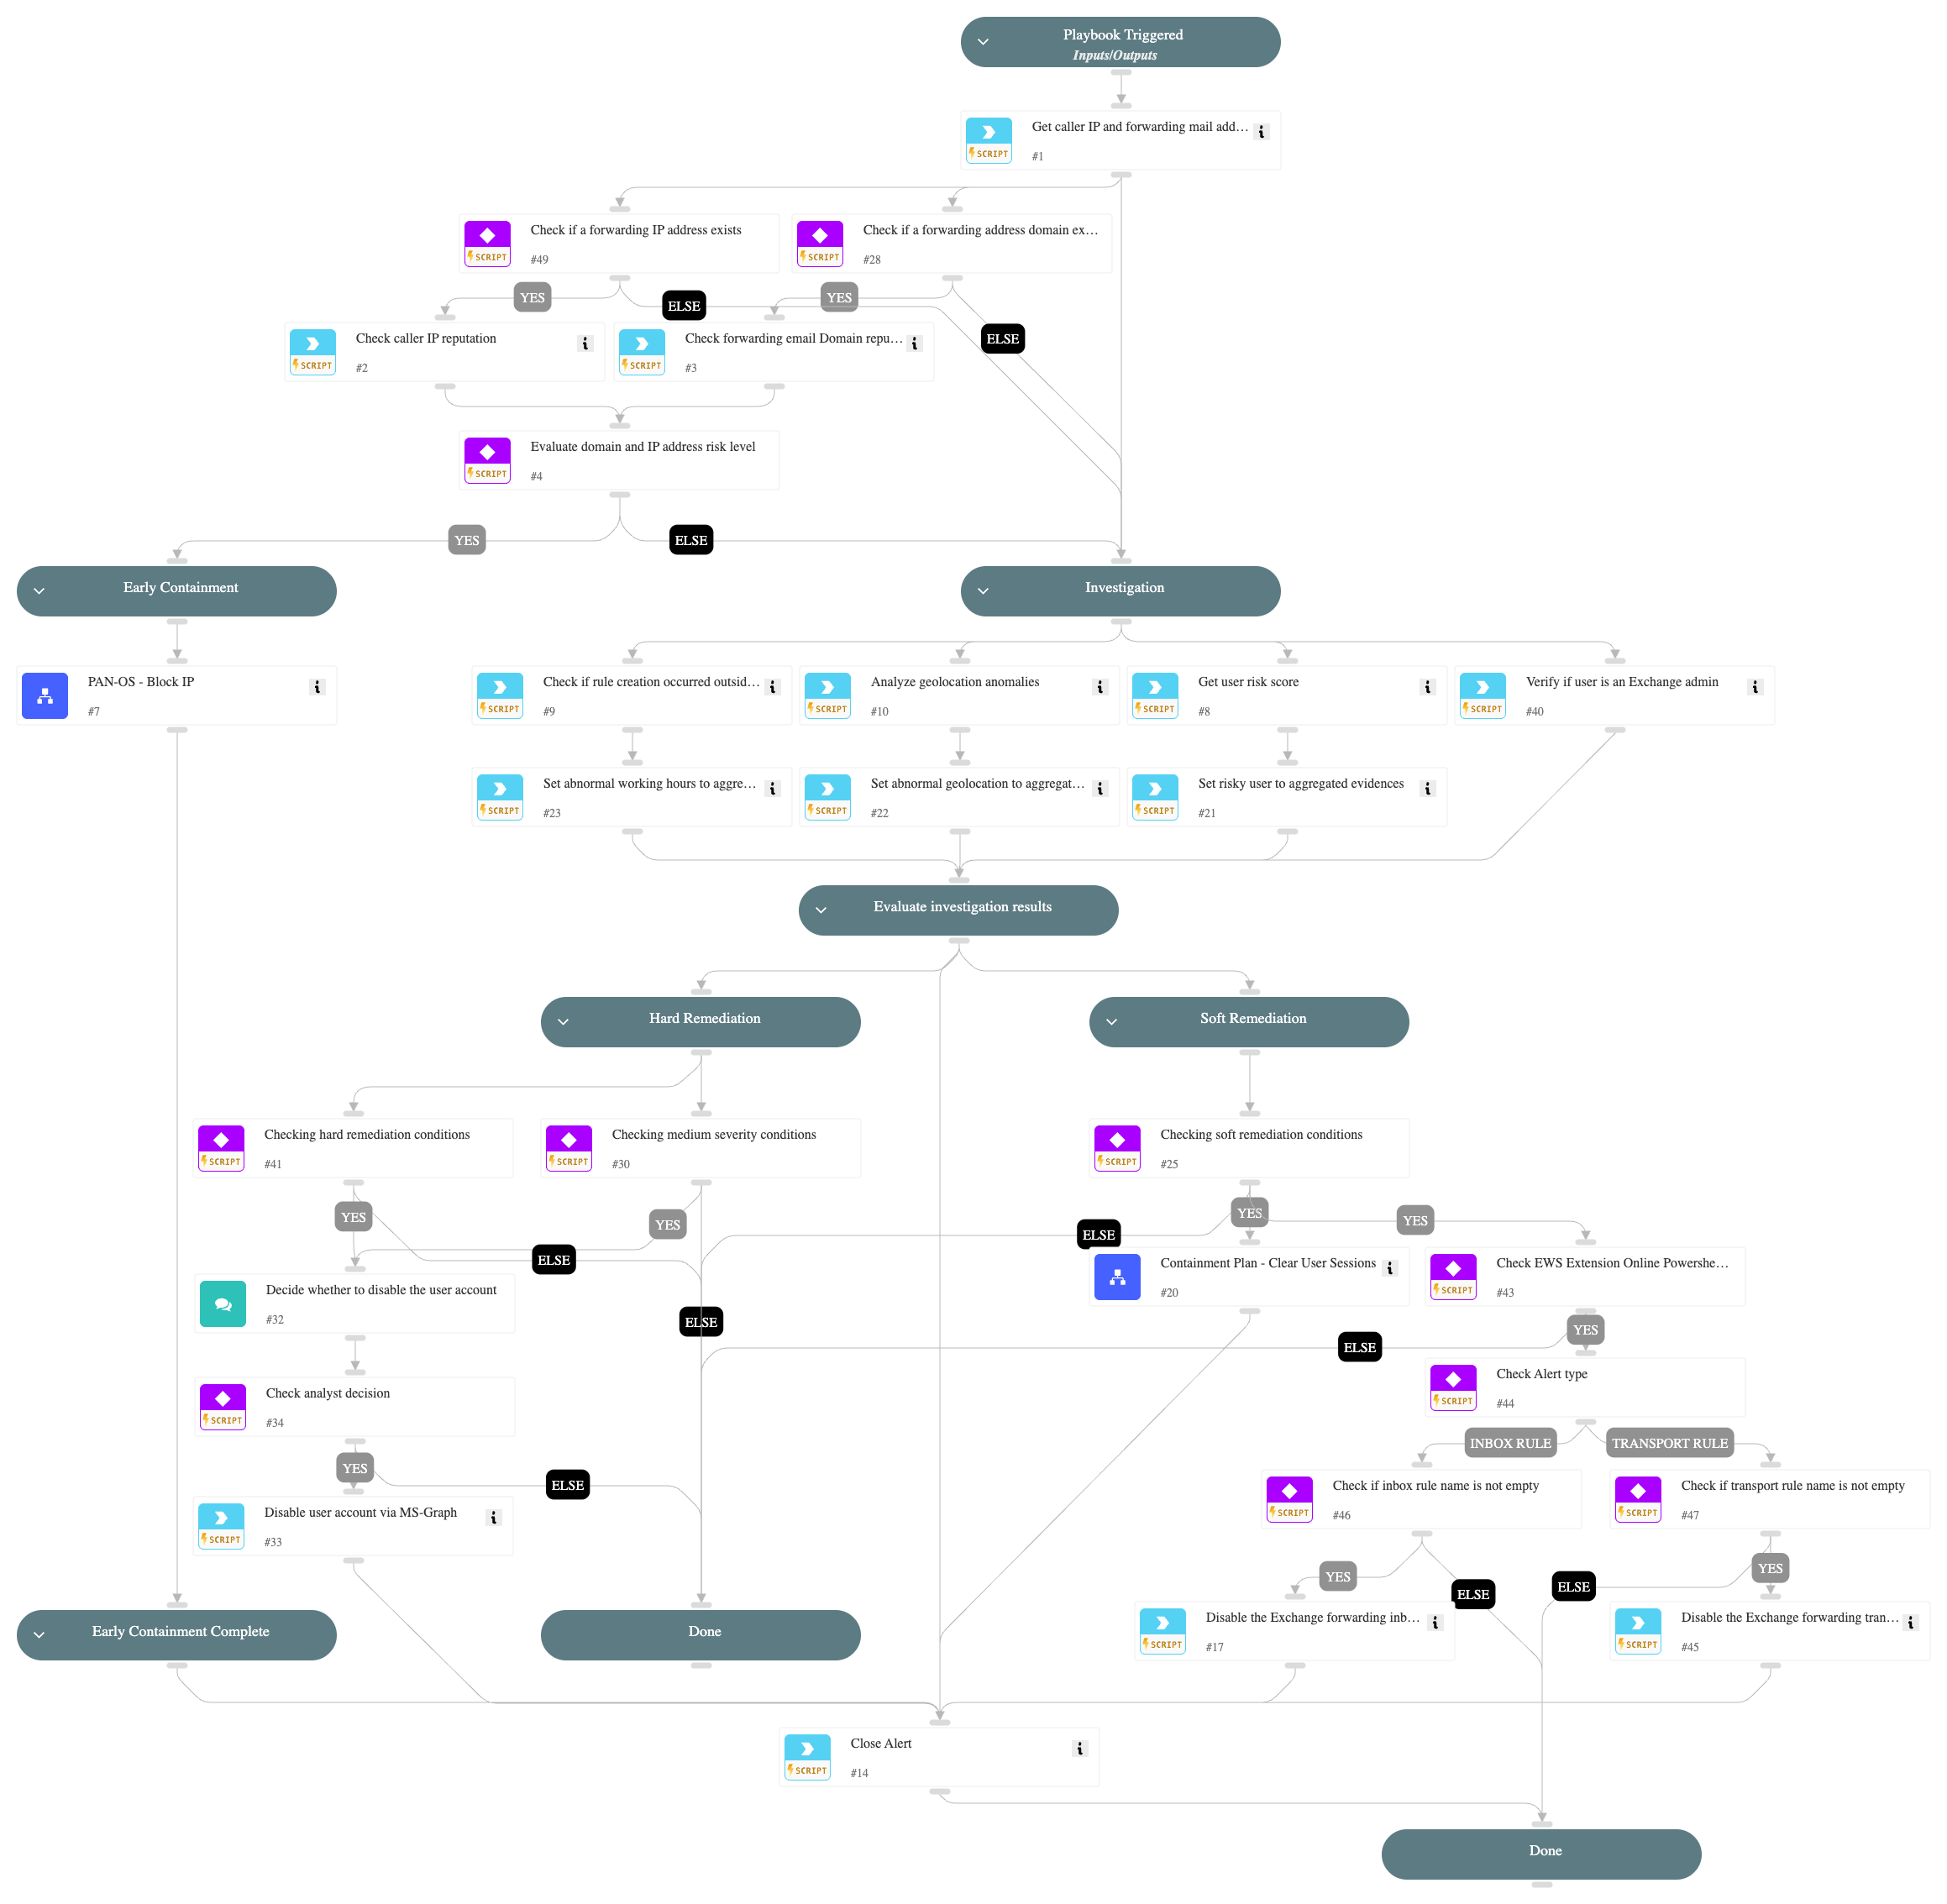 Playbook Triggered
Inputs/Outputs
Get caller IP and forwarding mail add...
#1
SCRIPT
Check if a forwarding IP address exists
#49
SCRIPT
Check if a forwarding address domain ex...
#28
SCRIPT
YES
ELSE
YES
ELSE
Check caller IP reputation
#2
SCRIPT
Check forwarding email Domain repu...
#3
SCRIPT
Evaluate domain and IP address risk level
#4
SCRIPT
YES
ELSE
Early Containment
Investigation
PAN-OS - Block IP
#7
Check if rule creation occurred outsid...
#9
SCRIPT
Analyze geolocation anomalies
#10
SCRIPT
Get user risk score
#8
SCRIPT
Verify if user is an Exchange admin
#40
SCRIPT
Set abnormal working hours to aggre...
#23
SCRIPT
Set abnormal geolocation to aggregat...
#22
SCRIPT
Set risky user to aggregated evidences
#21
SCRIPT
Evaluate investigation results
Hard Remediation
Soft Remediation
Checking hard remediation conditions
#41
SCRIPT
Checking medium severity conditions
#30
SCRIPT
Checking soft remediation conditions
#25
SCRIPT
YES
YES
ELSE
ELSE
YES
YES
ELSE
Decide whether to disable the user account
#32
Containment Plan - Clear User Sessions
#20
Check EWS Extension Online Powershe...
#43
SCRIPT
ELSE
YES
Check analyst decision
#34
SCRIPT
Check Alert type
#44
SCRIPT
YES
ELSE
INBOX RULE
TRANSPORT RULE
Disable user account via MS-Graph
#33
SCRIPT
Check if inbox rule name is not empty
#46
SCRIPT
Check if transport rule name is not empty
#47
SCRIPT
YES
ELSE
ELSE
YES
Early Containment Complete
Done
Disable the Exchange forwarding inb...
#17
SCRIPT
Disable the Exchange forwarding tran...
#45
SCRIPT
Close Alert
#14
SCRIPT
Done